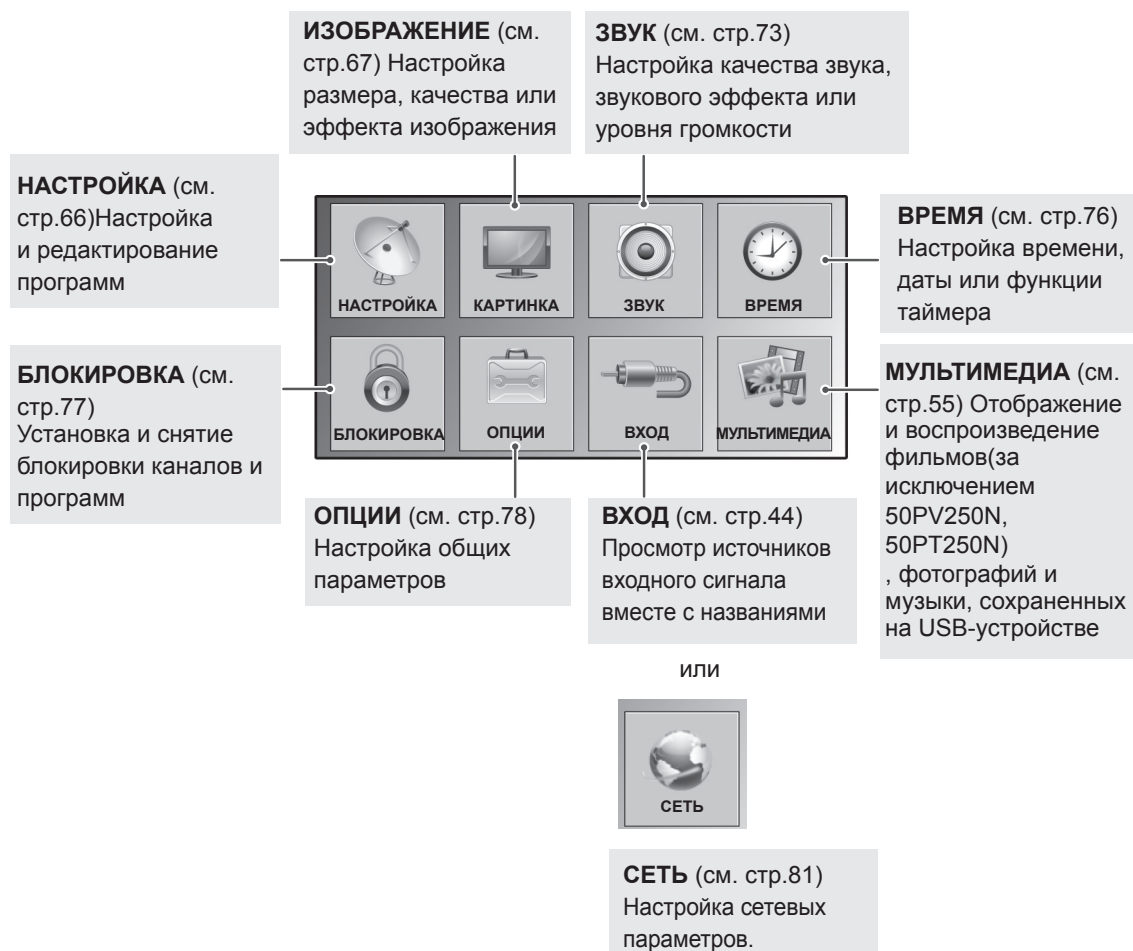 ИЗОБРАЖЕНИЕ (см.
стр.67) Настройка
размера, качества или
эффекта изображения
ЗВУК (см. стр.73)
Настройка качества звука,
звукового эффекта или
уровня громкости
НАСТРОЙКА (см.
стр.66)Настройка
и редактирование
программ
ВРЕМЯ (см. стр.76)
Настройка времени,
даты или функции
таймера
НАСТРОЙКА
КАРТИНКА
ЗВУК
ВРЕМЯ
БЛОКИРОВКА (см.
стр.77)
Установка и снятие
блокировки каналов и
программ
БЛОКИРОВКА
ОПЦИИ
ВХОД
МУЛЬТИМЕДИА
МУЛЬТИМЕДИА (см.
стр.55) Отображение
и воспроизведение
фильмов(за
исключением
50PV250N,
50PT250N)
, фотографий и
музыки, сохраненных
на USB-устройстве
ОПЦИИ (см. стр.78)
Настройка общих
параметров
ВХОД (см. стр.44)
Просмотр источников
входного сигнала
вместе с названиями
или
СЕТЬ
СЕТЬ (см. стр.81)
Настройка сетевых
параметров.